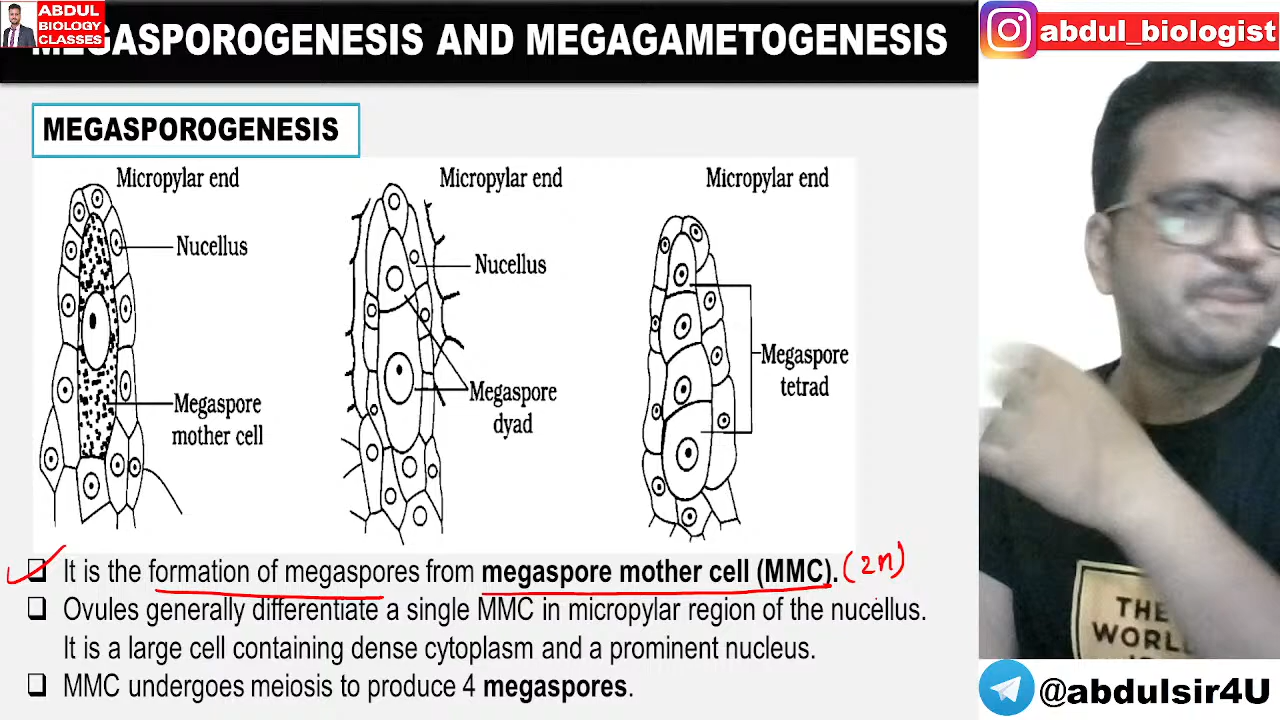 ABDUL
BIOLOGY
CLASSES
MEGASPOROGENESIS AND MEGAGAMETOGENESIS
abdul_biologist
MEGASPOROGENESIS
Micropylar end
Nucellus
Megaspore
mother cell
Micropylar end
Nucellus
Megaspore
dyad
Micropylar end
Megaspore
tetrad
❑ It is the formation of megaspores from megaspore mother cell (MMC). (2n)
❑ Ovules generally differentiate a single MMC in micropylar region of the nucellus.
It is a large cell containing dense cytoplasm and a prominent nucleus.
❑ MMC undergoes meiosis to produce 4 megaspores.
THE
WORL
@abdulsir4U